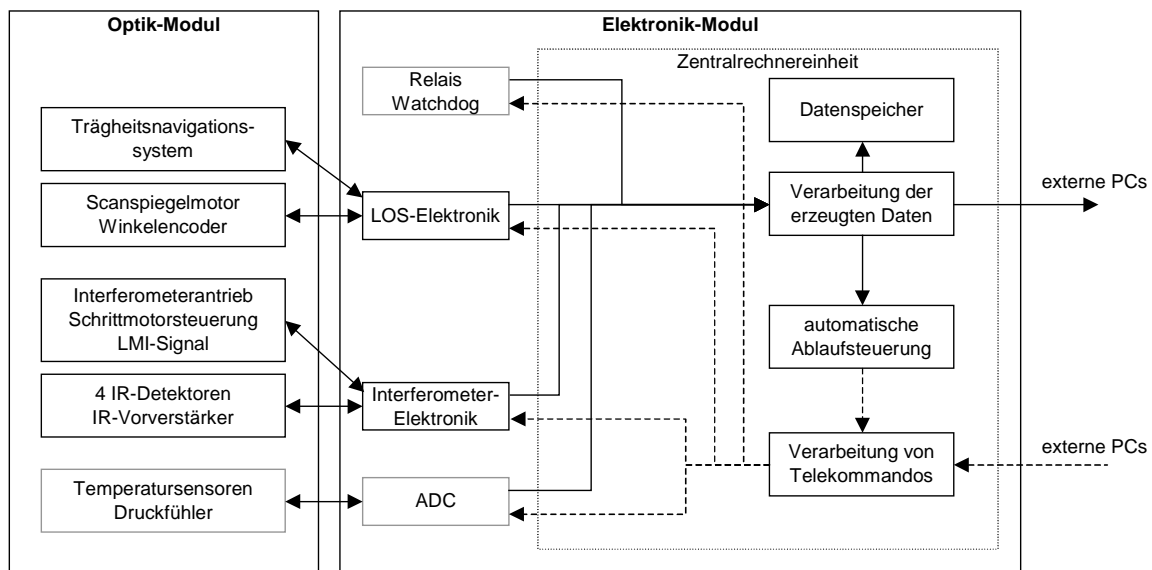 Optik-Modul
Trägheitsnavigations-
system
Scanspiegelmotor
Winkelencoder
Interferometerantrieb
Schrittmotorsteuerung
LMI-Signal
4 IR-Detektoren
IR-Vorverstärker
Temperatursensoren
Druckfühler
Elektronik-Modul
Relais
Watchdog
LOS-Elektronik
Interferometer-
Elektronik
ADC
Zentralrechnereinheit
Datenspeicher
Verarbeitung der
erzeugten Daten
automatische
Ablaufsteuerung
Verarbeitung von
Telekommandos
externe PCs
externe PCs